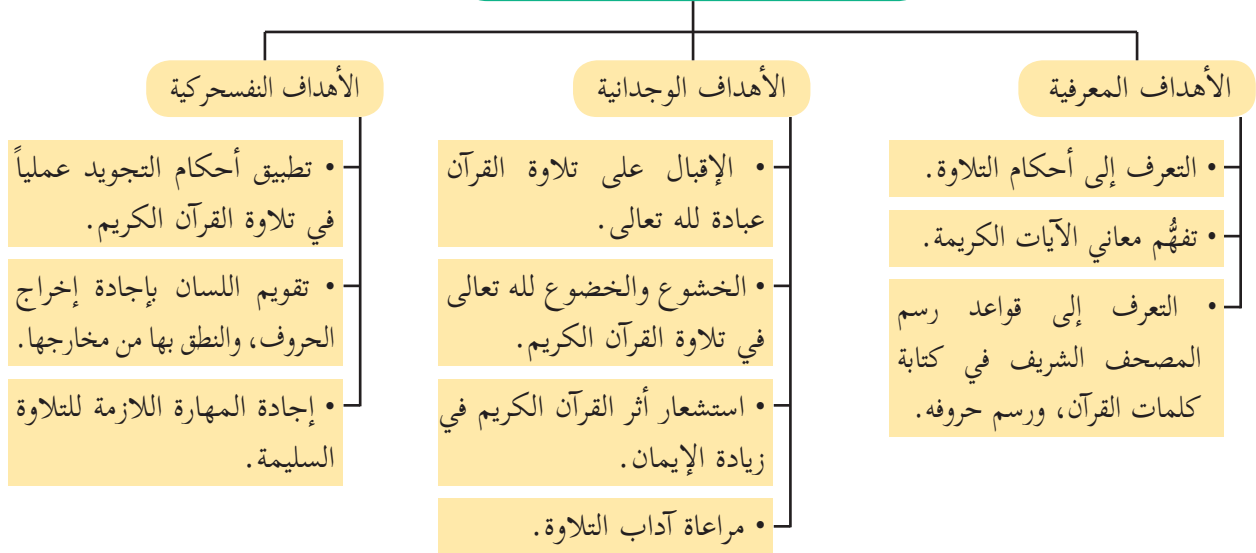 الأهداف المعرفية
• التعرف إلى أحكام التلاوة.
• تفهُّم معاني الآيات الكريمة.
• التعرف إلى قواعد رسم
المصحف الشريف في كتابة
كلمات القرآن، ورسم حروفه.
الأهداف الوجدانية
• الإقبال على تلاوة القرآن
عبادة لله تعالى.
• الخشوع والخضوع لله تعالى
في تلاوة القرآن الكريم.
• استشعار أثر القرآن الكريم في
زيادة الإيمان.
• مراعاة آداب التلاوة.
الأهداف النفسحركية
• تطبيق أحكام التجويد عملياً
في تلاوة القرآن الكريم.
• تقويم اللسان بإجادة إخراج
الحروف، والنطق بها من مخارجها.
• إجادة المهارة اللازمة للتلاوة
السليمة.